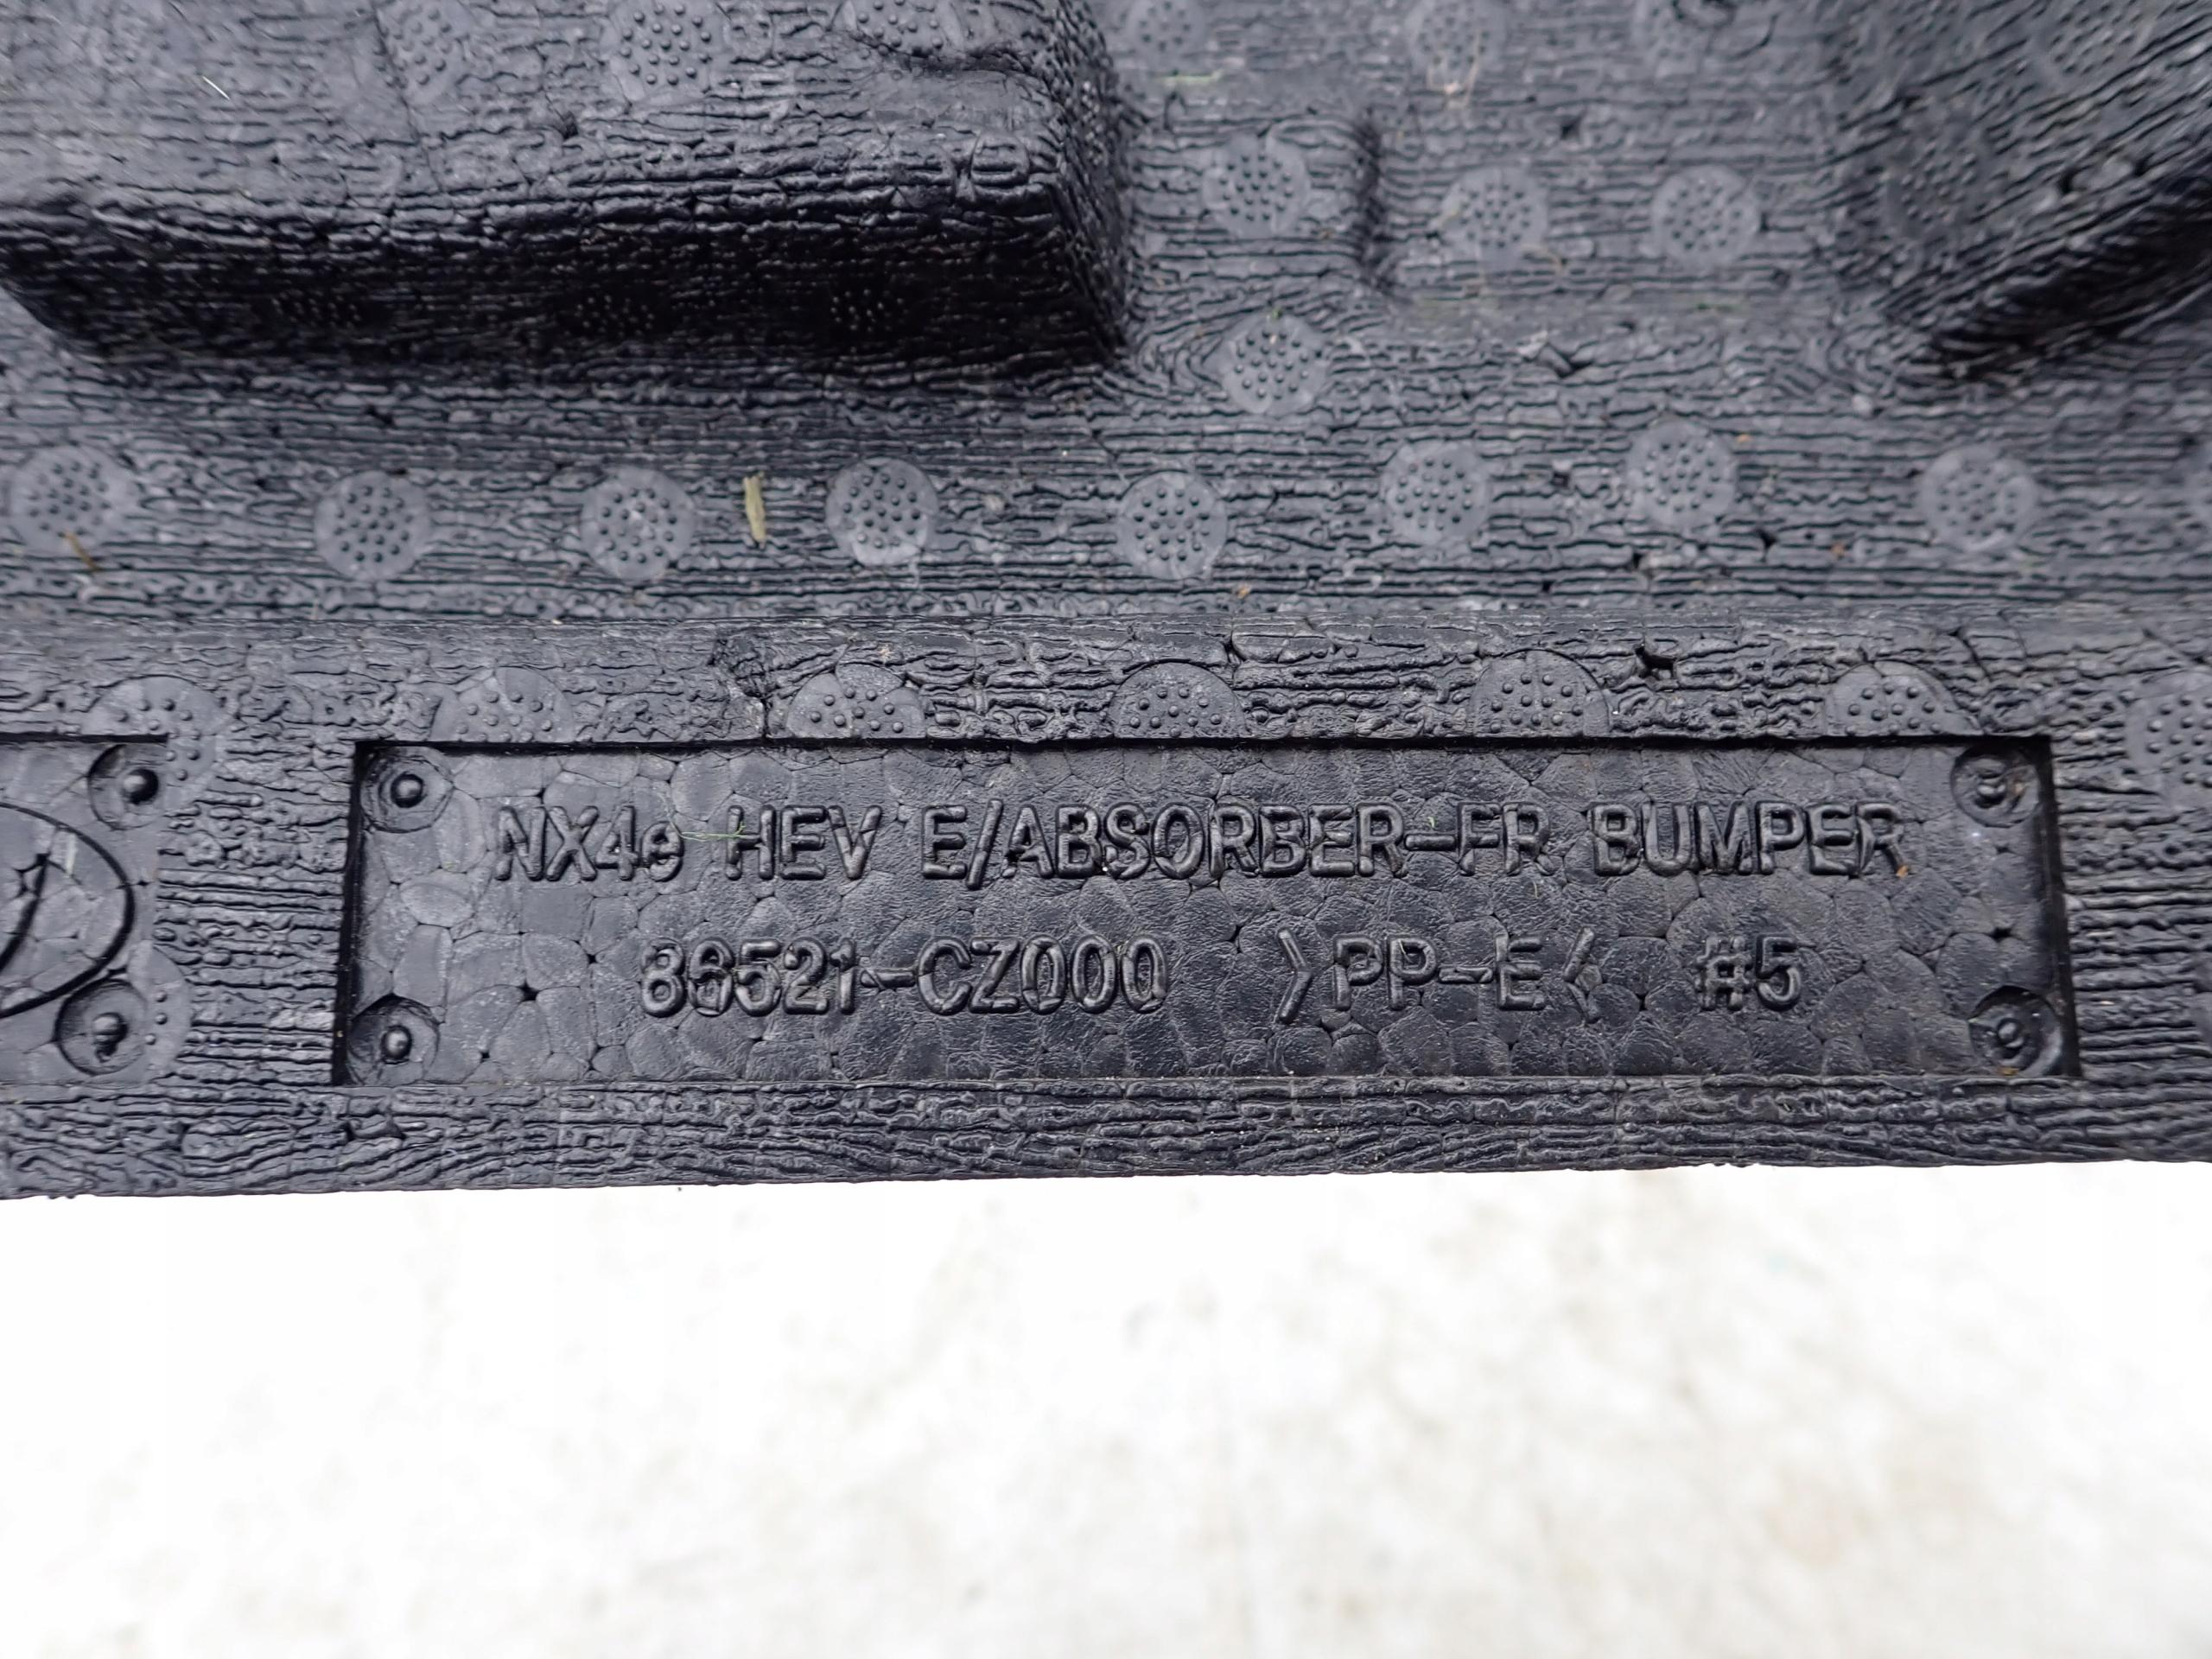 NX4e HEV E/ABSORBER-FR BUMPER
86521-CZ000 >PP-E< #5